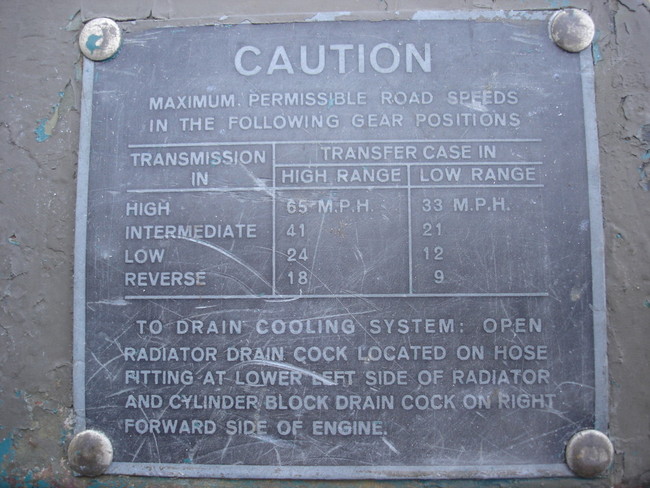 CAUTION
MAXIMUM. PERMISSIBLE ROAD SPEEDS
IN THE FOLLOWING GEAR POSITIONS
TRANSMISSION IN
TRANSFER CASE IN
HIGH RANGE LOW RANGE
HIGH 65 M.P.H. 33 M.P.H.
INTERMEDIATE 41 21
LOW 24 12
REVERSE 18 9
TO DRAIN COOLING SYSTEM: OPEN
RADIATOR DRAIN COCK LOCATED ON HOSE
FITTING AT LOWER LEFT SIDE OF RADIATOR
AND CYLINDER BLOCK DRAIN COCK ON RIGHT
FORWARD SIDE OF ENGINE.